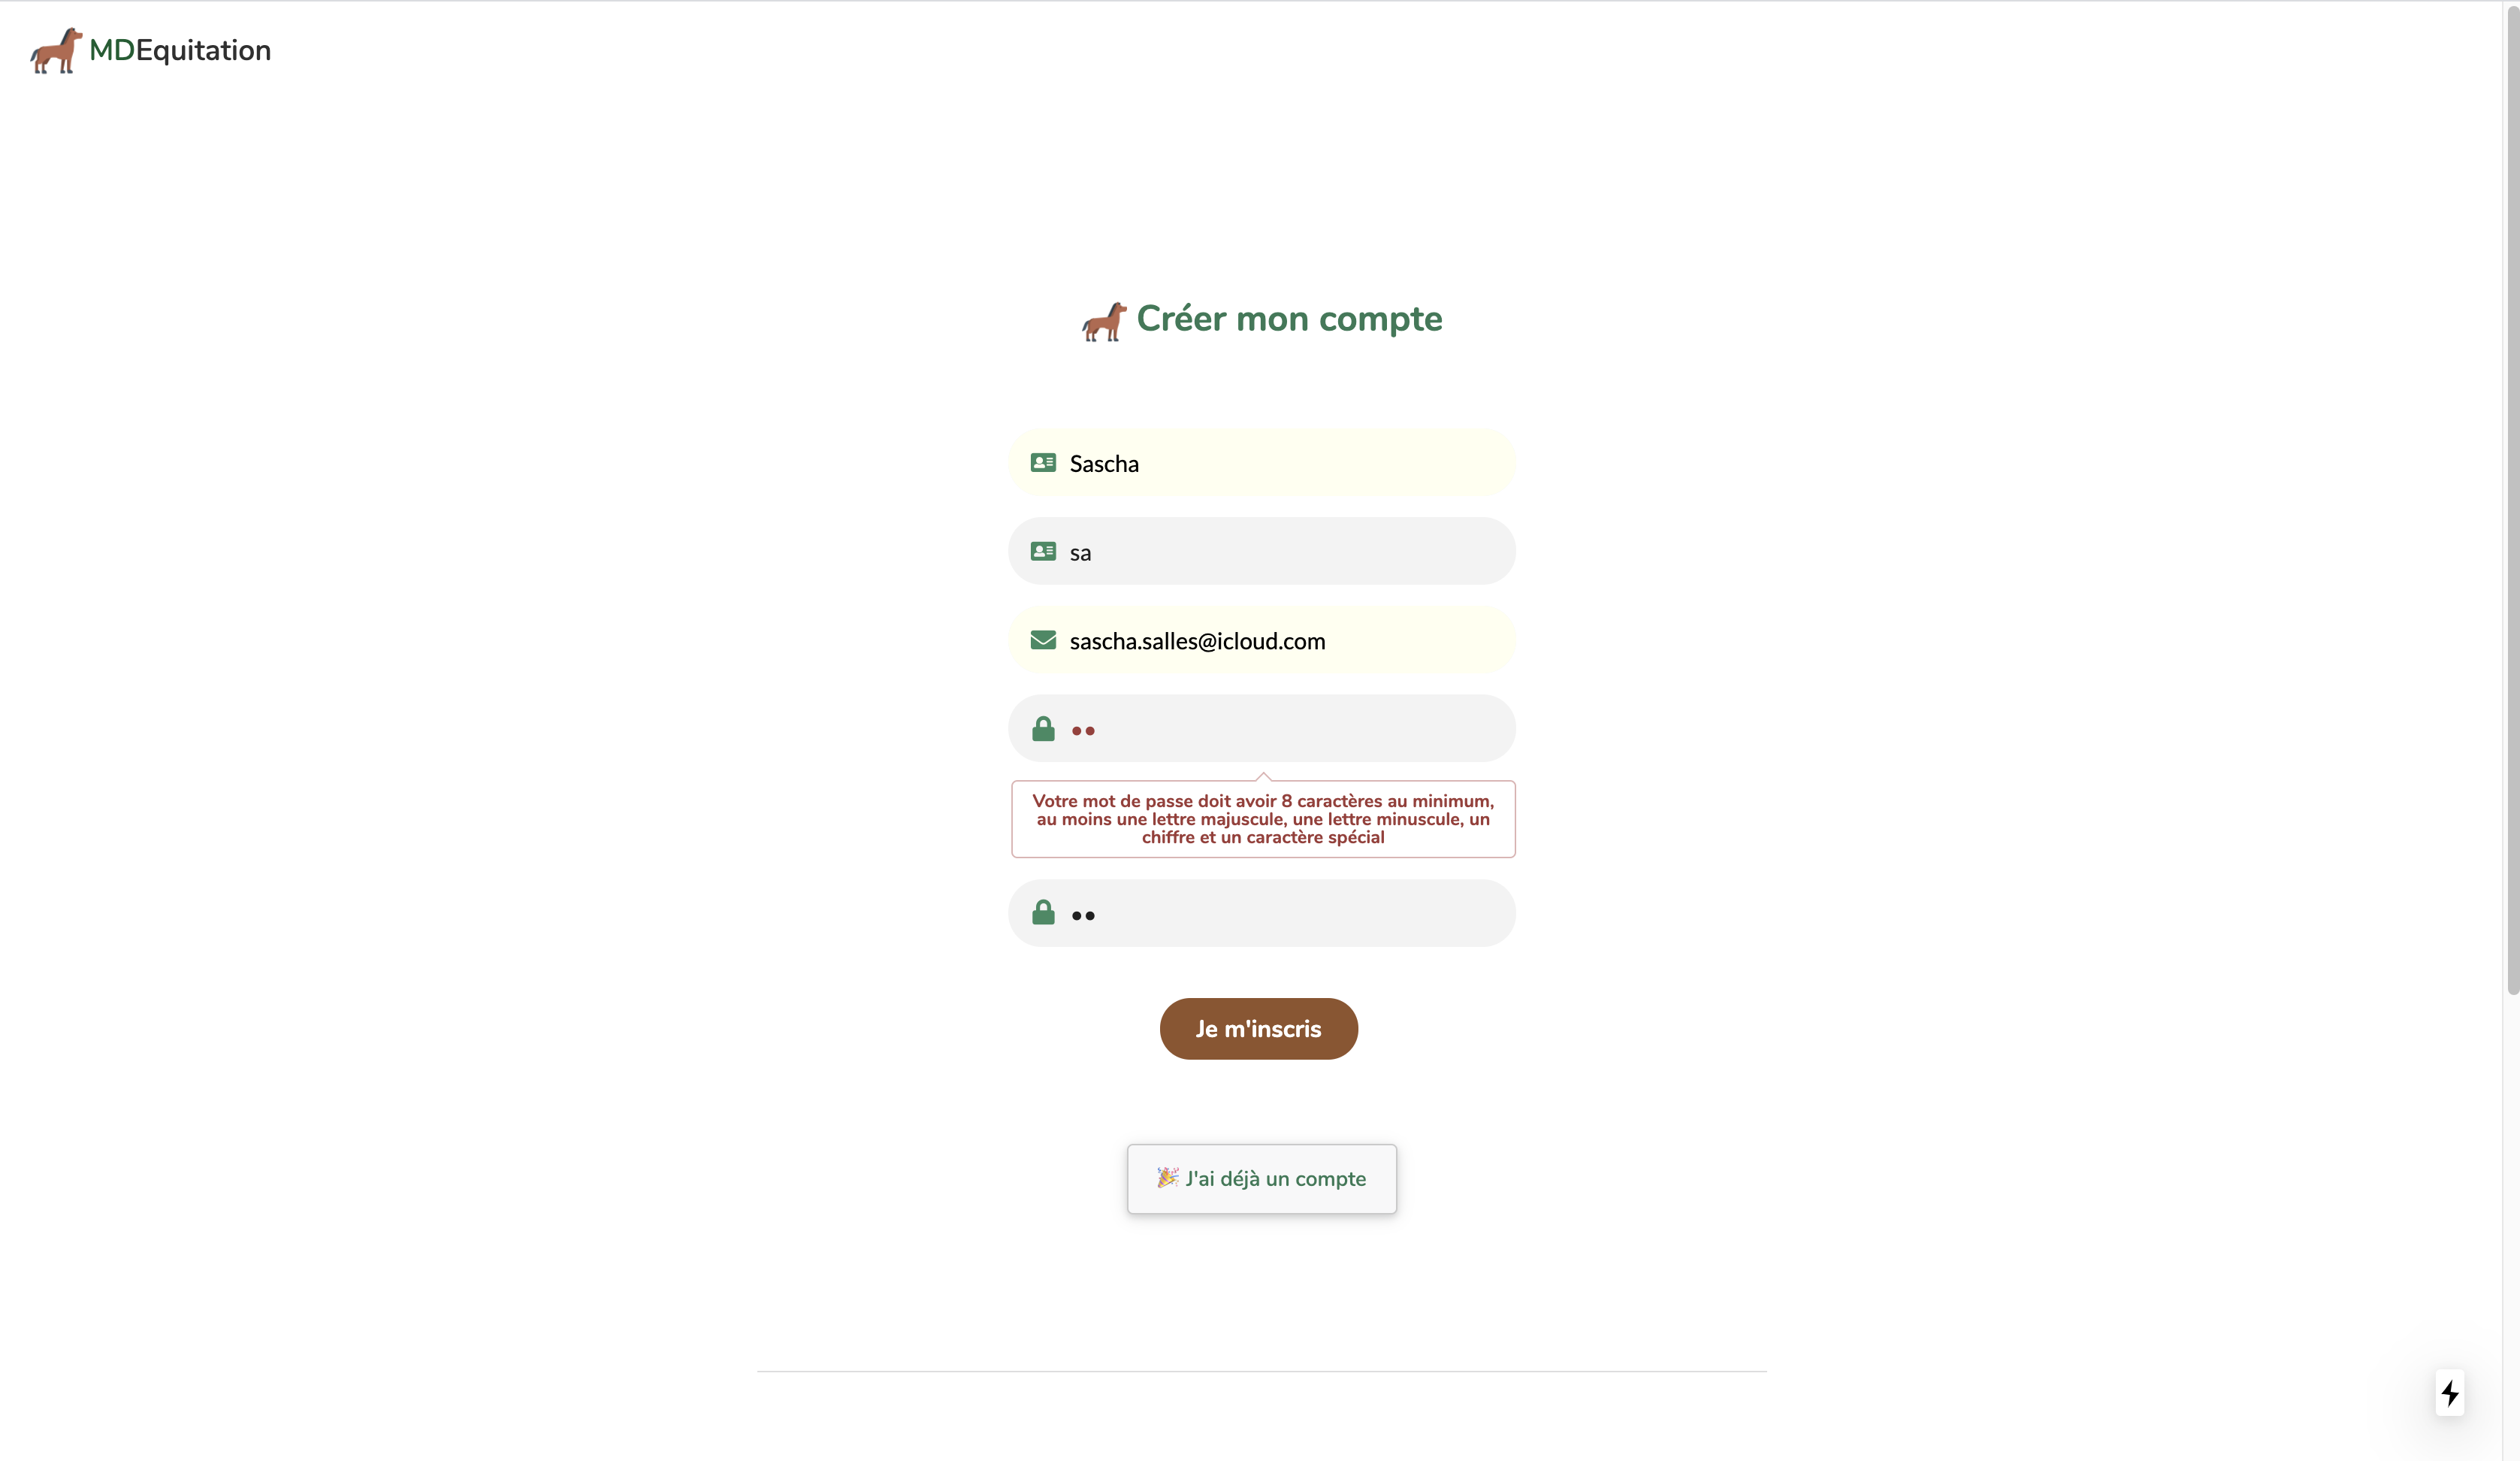 MDEquitation
Créer mon compte
Sascha
sa
sascha.salles@icloud.com
Votre mot de passe doit avoir 8 caractères au minimum,
au moins une lettre majuscule, une lettre minuscule, un
chiffre et un caractère spécial
Je m'inscris
J'ai déjà un compte